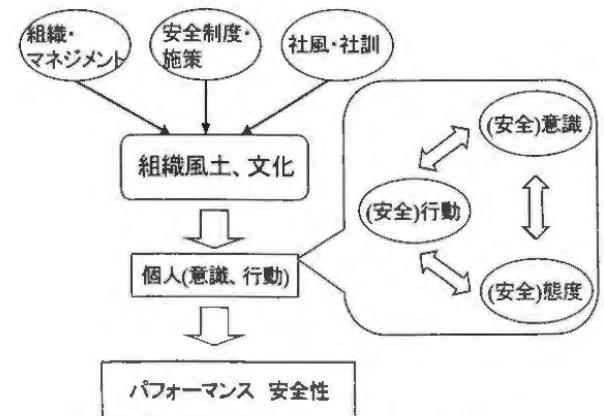 組織・
マネジメント
安全制度・
施策
社風・社訓
組織風土、文化
個人(意識、行動)
パフォーマンス 安全性
(安全)意識
(安全)行動
(安全)態度